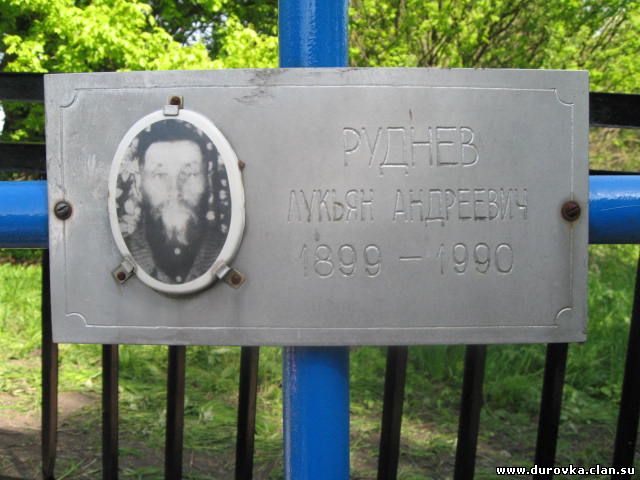 РУДНЕВ
ЛУКЬЯН АНДРЕЕВИЧ
1899 — 1990
www.durovka.clan.su